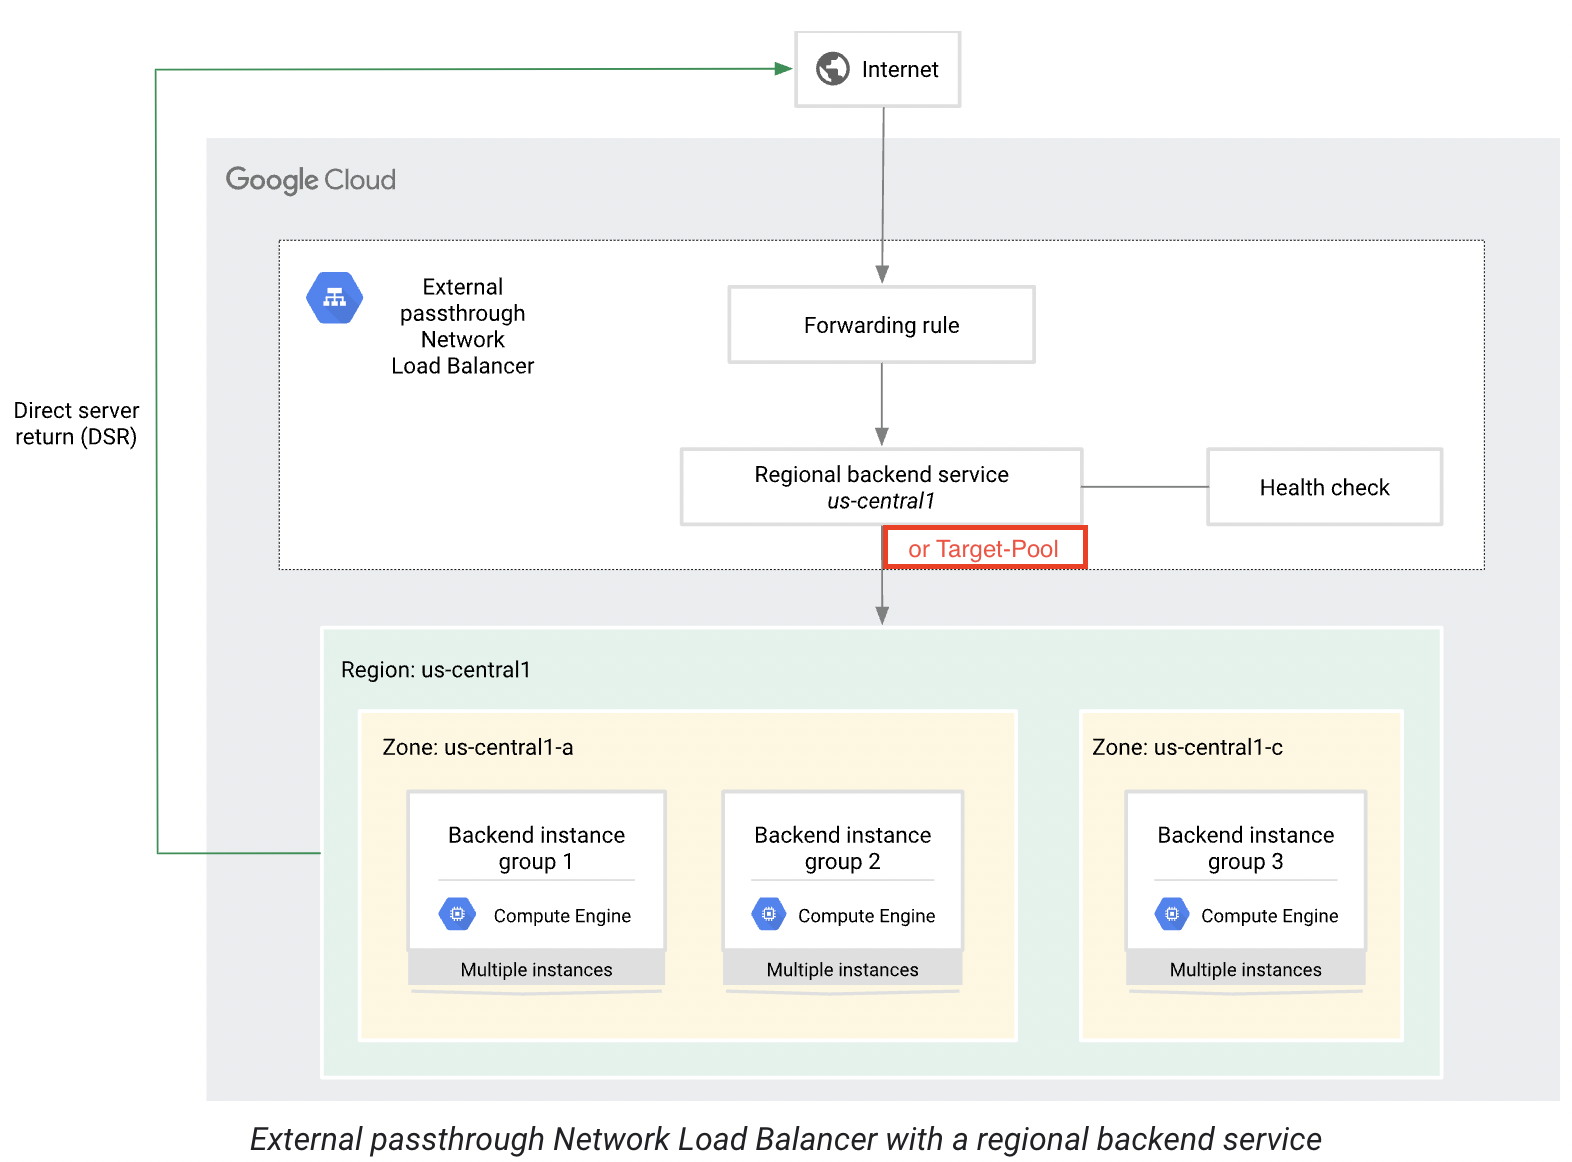 Internet
Google Cloud
External
passthrough
Network
Load Balancer
Forwarding rule
Direct server
return (DSR)
Regional backend service
us-central1
Health check
or Target-Pool
Region: us-central1
Zone: us-central1-a
Backend instance
group 1
Compute Engine
Multiple instances
Backend instance
group 2
Compute Engine
Multiple instances
Zone: us-central1-c
Backend instance
group 3
Compute Engine
Multiple instances
External passthrough Network Load Balancer with a regional backend service